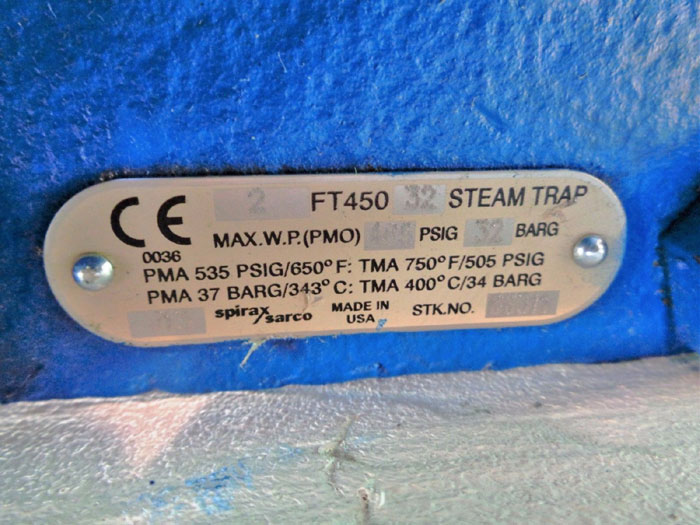 CE 2 FT450 32 STEAM TRAP
0036 MAX.W.P.(PMO) PSIG 32 BARG
PMA 535 PSIG/650°F: TMA 750°F/505 PSIG
PMA 37 BARG/343°C: TMA 400°C/34 BARG
spirax/sarco MADE IN USA STK.NO.